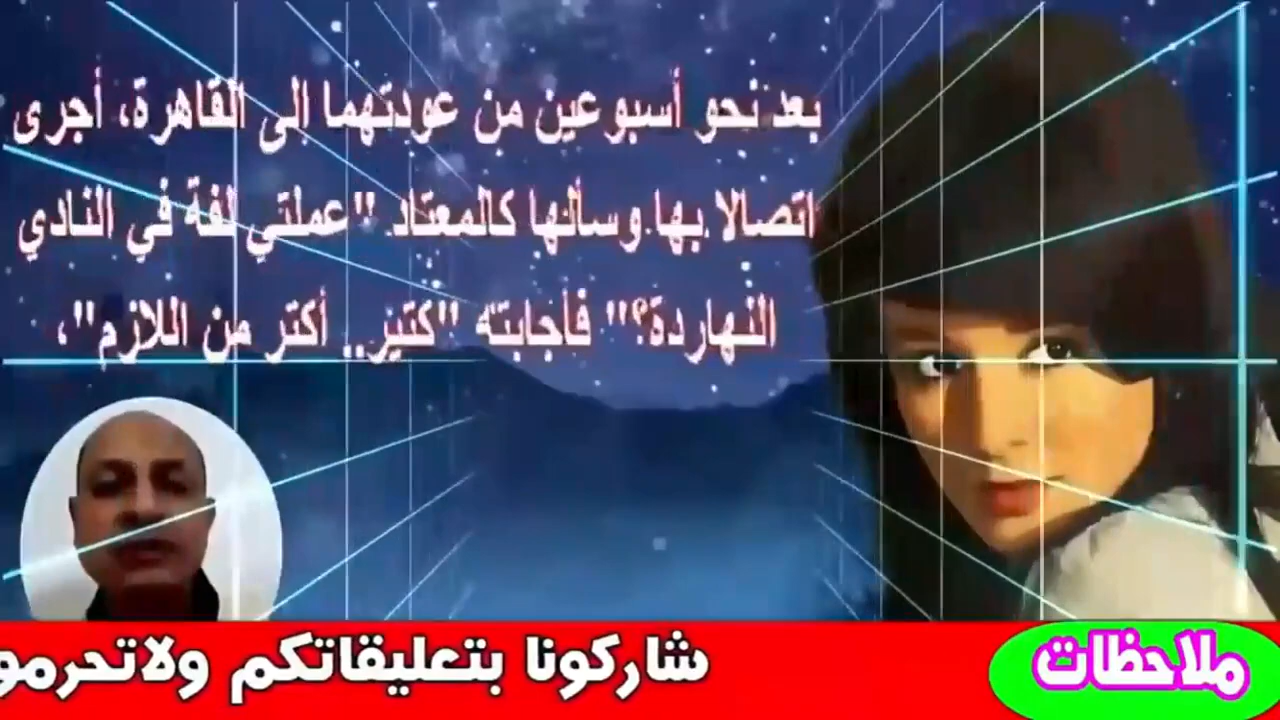 بعد نحو أسبوعين من عودتهما الى القاهرة، أجرى
اتصالا بها وسألها كالمعتاد "عملتي لفة في النادي
النهاردة؟" فأجابته "كتير.. أكتر من اللازم"،
ملاحظات
شاركونا بتعليقاتكم ولاتحرمو